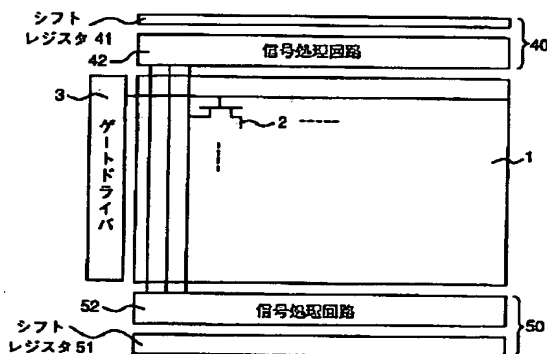 シフト
レジスタ 41
42
信号処理回路
40
3
ゲートドライバ
2
1
52
信号処理回路
50
シフト
レジスタ 51